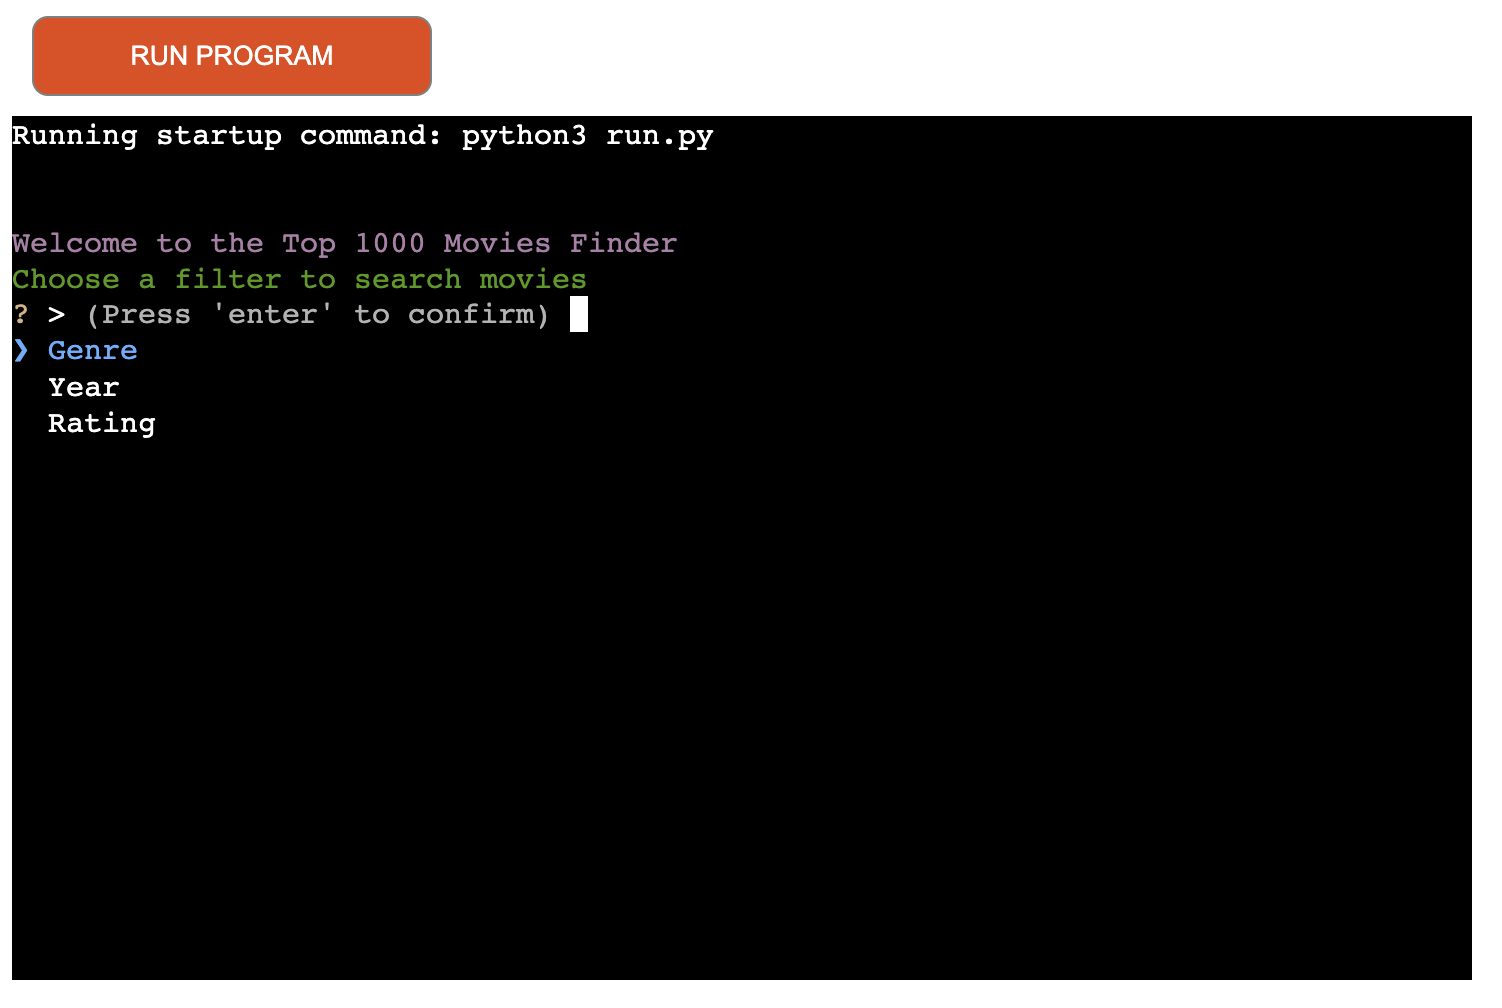 RUN PROGRAM
Running startup command: python3 run.py
Welcome to the Top 1000 Movies Finder
Choose a filter to search movies
? > (Press 'enter' to confirm)
❯ Genre
Year
Rating